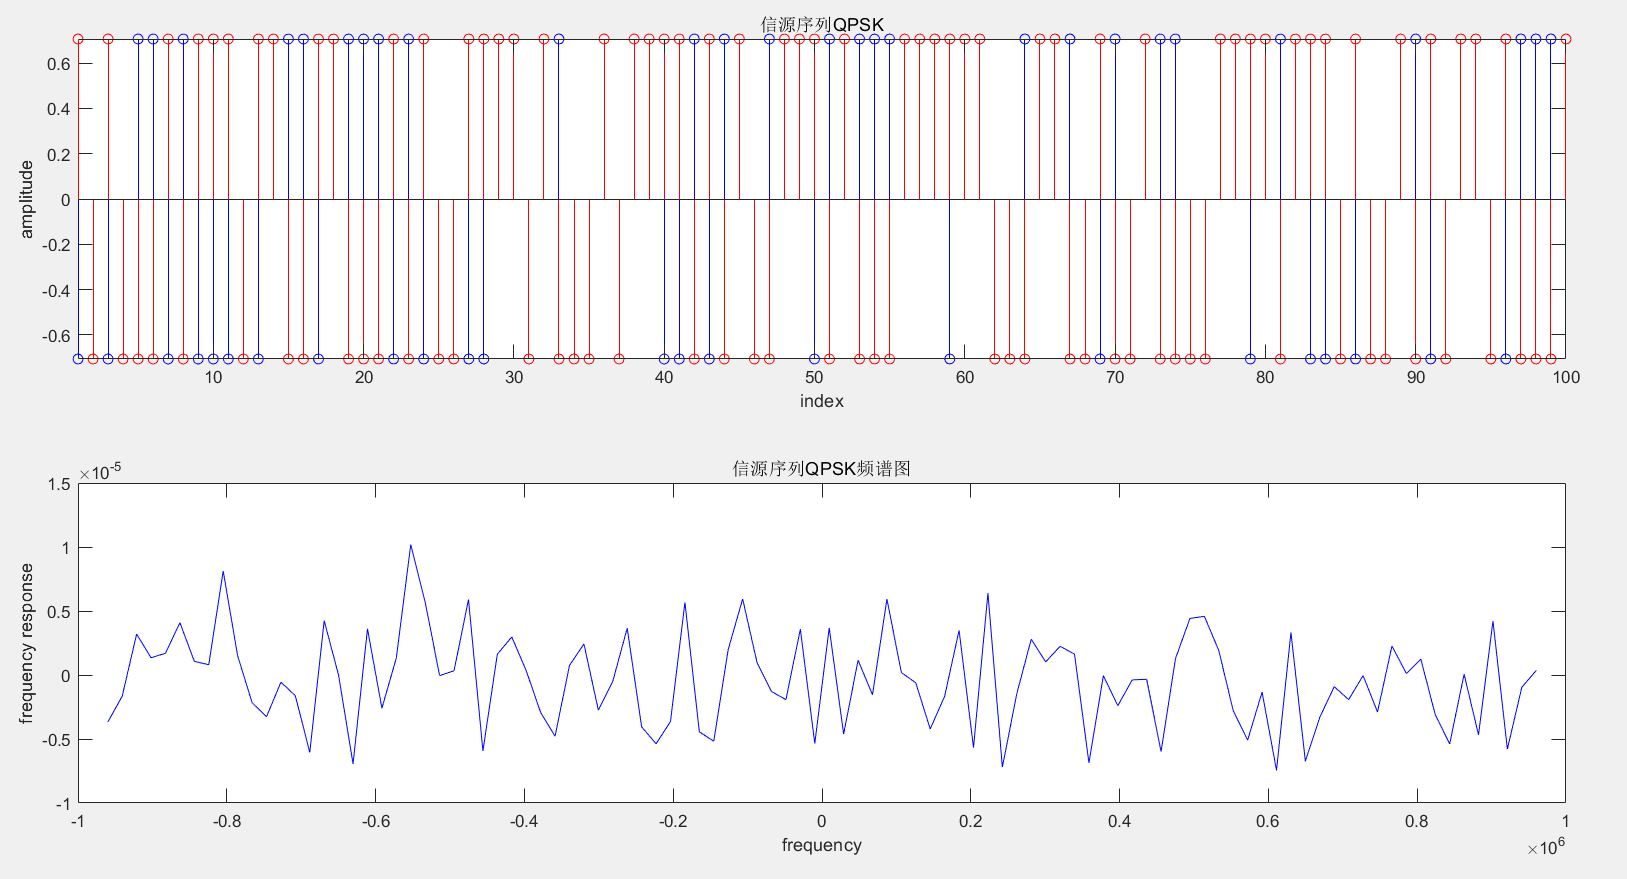 信源序列QPSK
0.6
0.4
0.2
0
-0.2
-0.4
-0.6
amplitude
10 20 30 40 50 60 70 80 90 100
index
信源序列QPSK频谱图
×10-5
1.5
1
0.5
0
-0.5
-1
frequency response
-1 -0.8 -0.6 -0.4 -0.2 0 0.2 0.4 0.6 0.8 1
frequency
×106